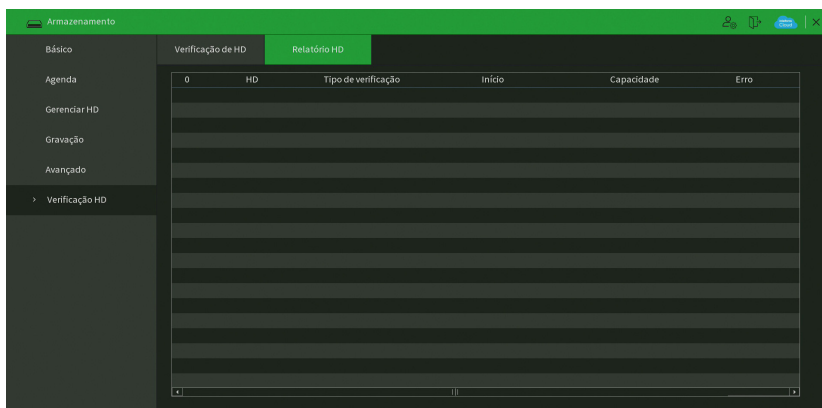 Armazenamento
Básico
Agenda
Gerenciar HD
Gravação
Avançado
> Verificação HD
Verificação de HD Relatório HD
0 HD Tipo de verificação Início Capacidade Erro